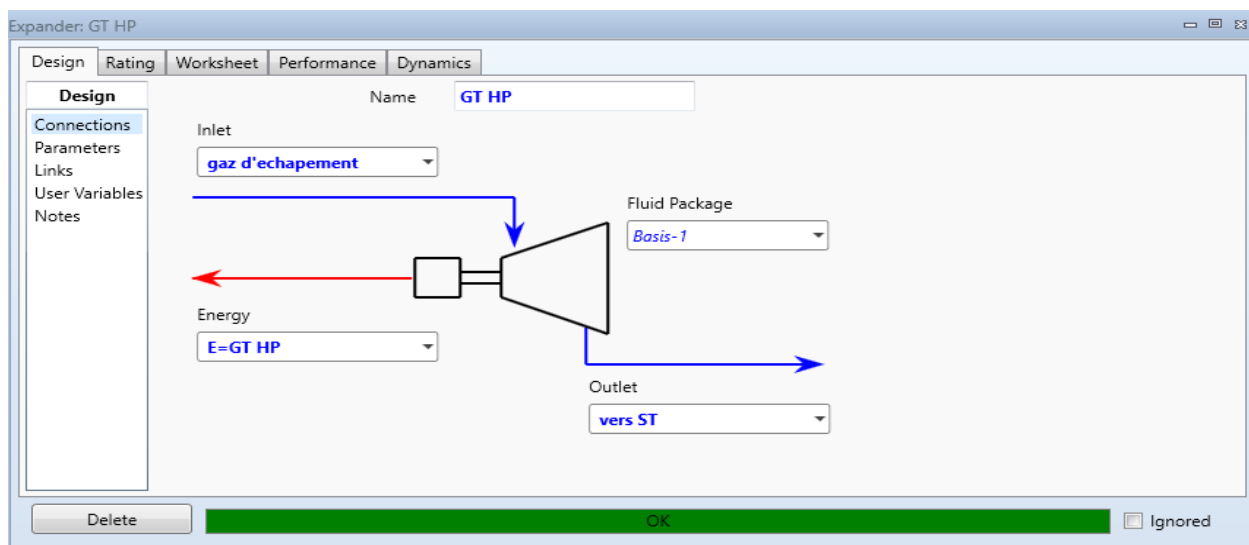 Expander: GT HP
Design Rating Worksheet Performance Dynamics
Design
Connections
Parameters
Links
User Variables
Notes
Name GT HP
Inlet
gaz d'echapement
Fluid Package
Basis-1
Energy
E=GT HP
Outlet
vers ST
Delete OK Ignored